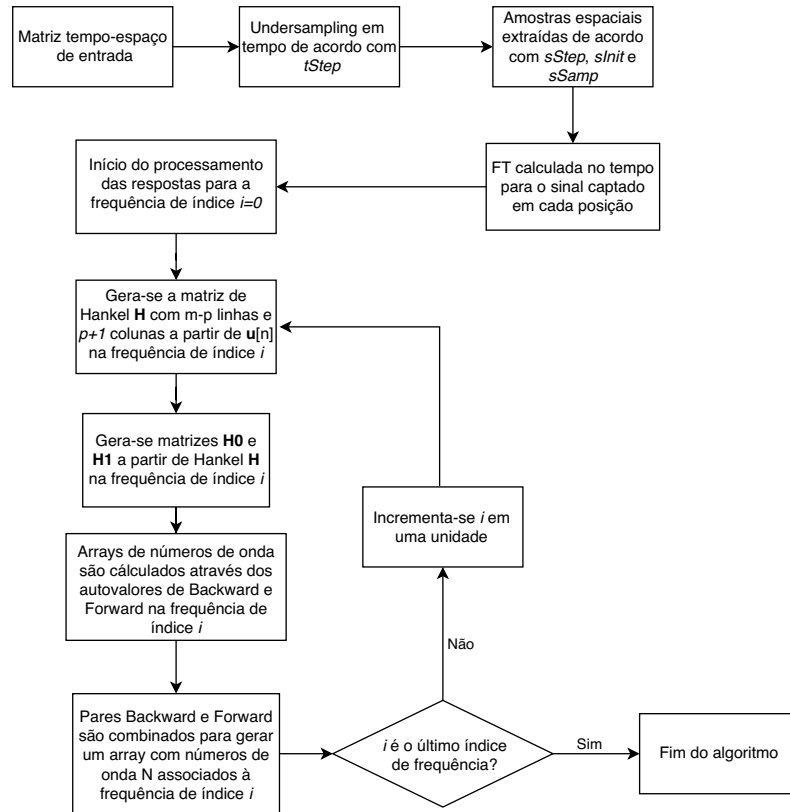 Matriz tempo-espaço
de entrada
Undersampling em
tempo de acordo com
tStep
Amostras espaciais
extraídas de acordo
com sStep, sInit e
sSamp
FT calculada no tempo
para o sinal captado
em cada posição
Início do processamento
das respostas para a
frequência de índice i=0
Gera-se a matriz de
Hankel H com m-p linhas e
p+1 colunas a partir de u[n]
na frequência de índice i
Gera-se matrizes H0 e
H1 a partir de Hankel H
na frequência de índice i
Arrays de números de onda
são cálculados através dos
autovalores de Backward e
Forward na frequência de
índice i
Pares Backward e Forward
são combinados para gerar
um array com números de
onda N associados à
frequência de índice i
i é o último índice
de frequência?
Não
Incrementa-se i em
uma unidade
Sim
Fim do algoritmo